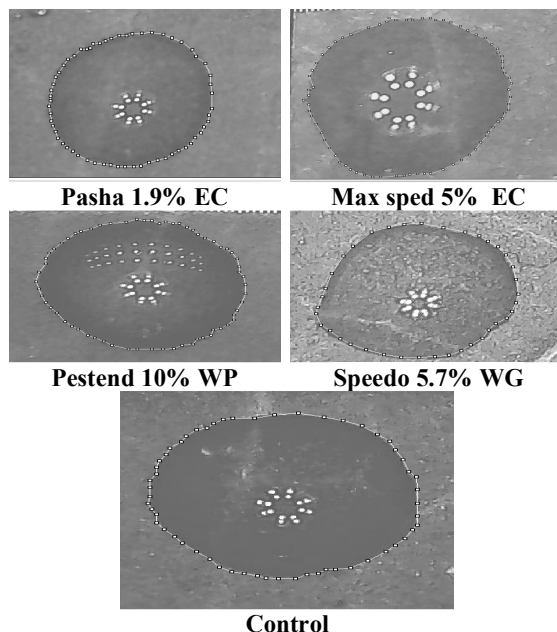 Pasha 1.9% EC
Max sped 5% EC
Pestend 10% WP
Speedo 5.7% WG
Control